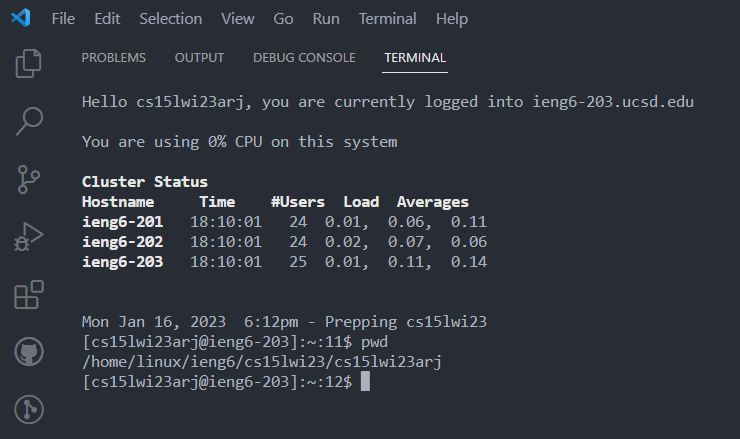 File Edit Selection View Go Run Terminal Help
PROBLEMS OUTPUT DEBUG CONSOLE TERMINAL
Hello cs15lwi23arj, you are currently logged into ieng6-203.ucsd.edu
You are using 0% CPU on this system
Cluster Status
Hostname Time #Users Load Averages
ieng6-201 18:10:01 24 0.01, 0.06, 0.11
ieng6-202 18:10:01 24 0.02, 0.07, 0.06
ieng6-203 18:10:01 25 0.01, 0.11, 0.14
Mon Jan 16, 2023 6:12pm - Prepping cs15lwi23
[cs15lwi23arj@ieng6-203]:~:11$ pwd
/home/linux/ieng6/cs15lwi23/cs15lwi23arj
[cs15lwi23arj@ieng6-203]:~:12$